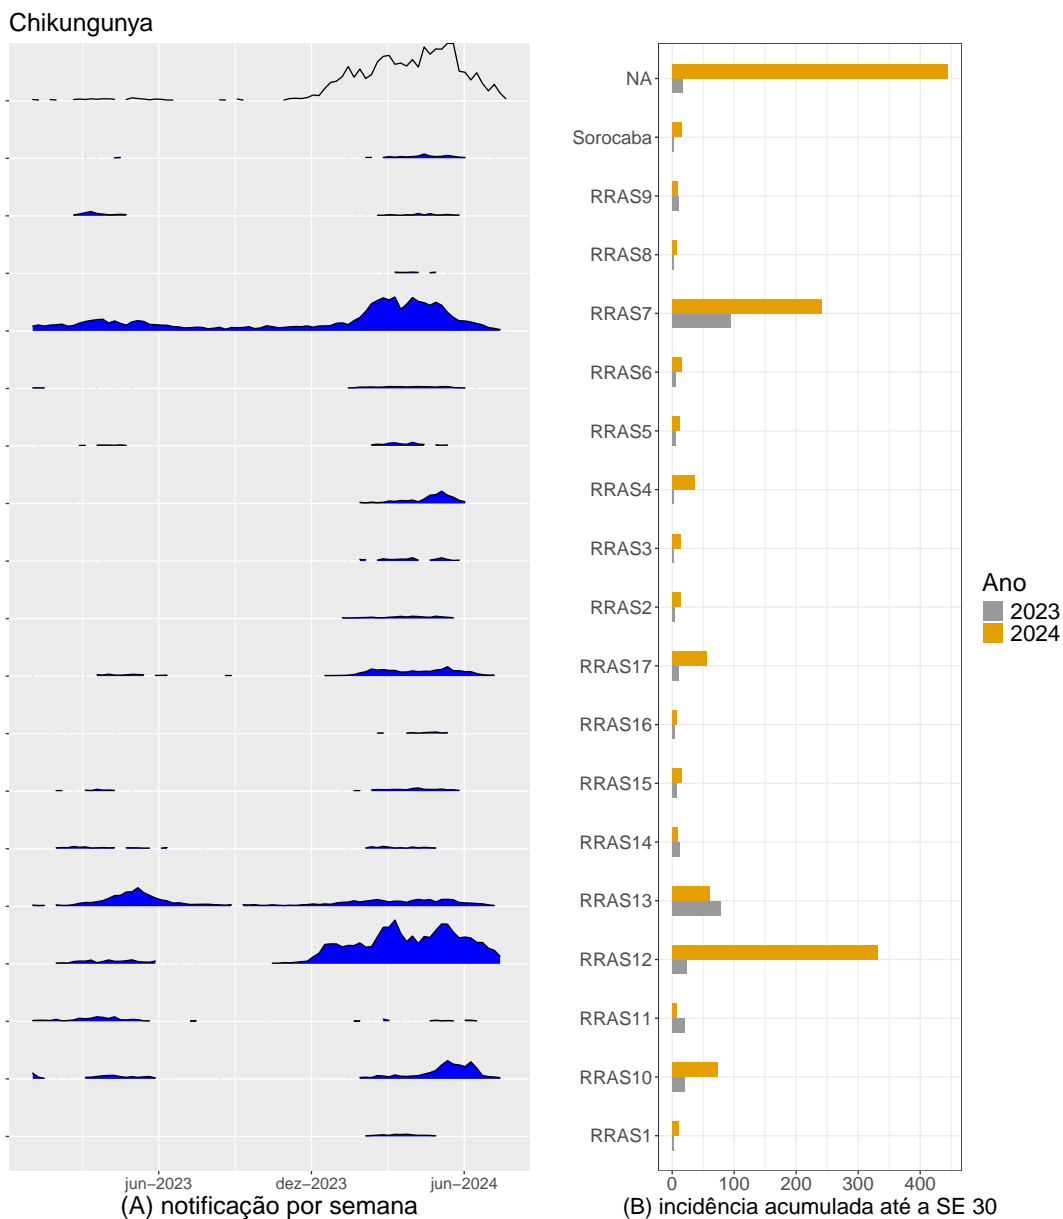 Chikungunya
NA
Sorocaba
RRAS9
RRAS8
RRAS7
RRAS6
RRAS5
RRAS4
RRAS3
RRAS2
RRAS17
RRAS16
RRAS15
RRAS14
RRAS13
RRAS12
RRAS11
RRAS10
RRAS1
Ano
2023
2024
jun−2023 dez−2023 jun−2024
0 100 200 300 400
(A) notificação por semana
(B) incidência acumulada até a SE 30